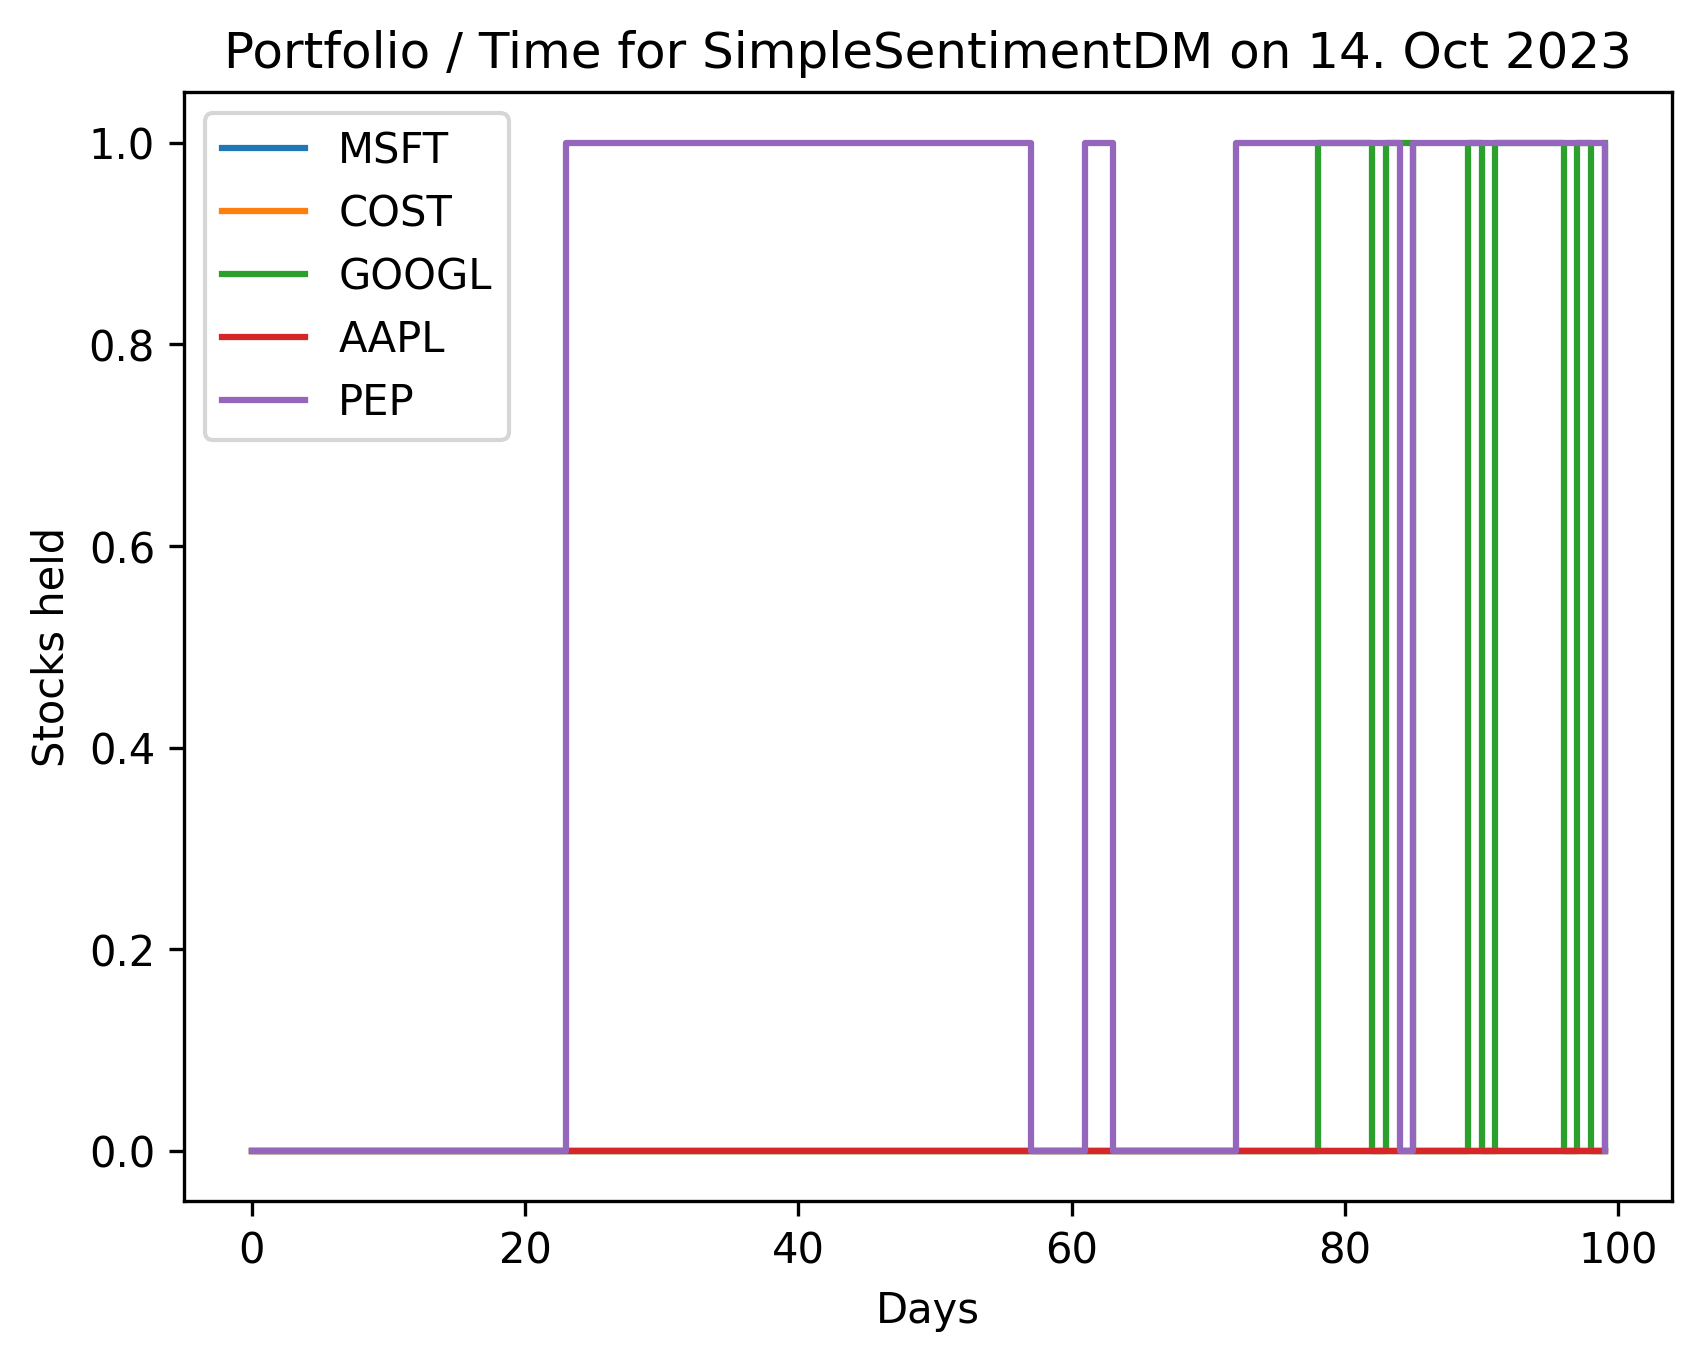 Portfolio / Time for SimpleSentimentDM on 14. Oct 2023
MSFT
COST
GOOGL
AAPL
PEP
1.0
0.8
0.6
0.4
0.2
0.0
Stocks held
0 20 40 60 80 100
Days